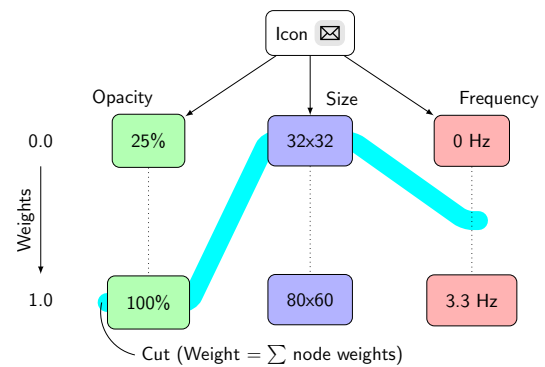 Icon
Opacity
Size
Frequency
0.0
25%
32x32
0 Hz
Weights
1.0
100%
80x60
3.3 Hz
Cut (Weight = ∑ node weights)